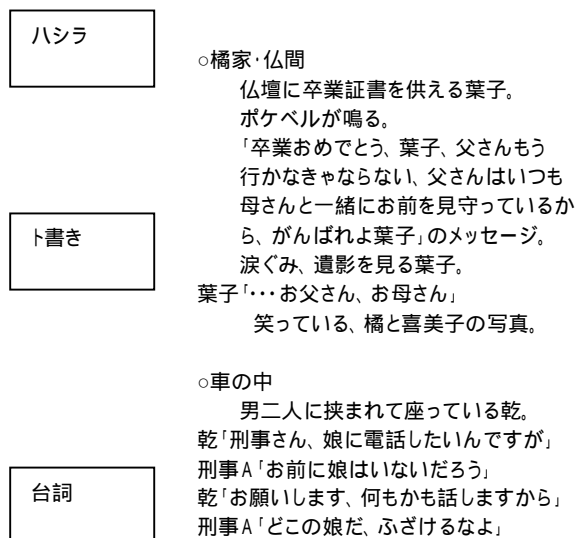 ハシラ
○橘家・仏間
仏壇に卒業証書を供える葉子。
ポケベルが鳴る。
「卒業おめでとう、葉子、父さんもう
行かなきゃならない、父さんはいつも
母さんと一緒にお前を見守っているか
ら、がんばれよ葉子」のメッセージ。
涙ぐみ、遺影を見る葉子。
葉子「・・・お父さん、お母さん」
笑っている、橘と喜美子の写真。
ト書き
○車の中
男二人に挟まれて座っている乾。
乾「刑事さん、娘に電話したいんですが」
刑事A「お前に娘はいないだろう」
乾「お願いします、何もかも話しますから」
刑事A「どこの娘だ、ふざけるなよ」
台詞